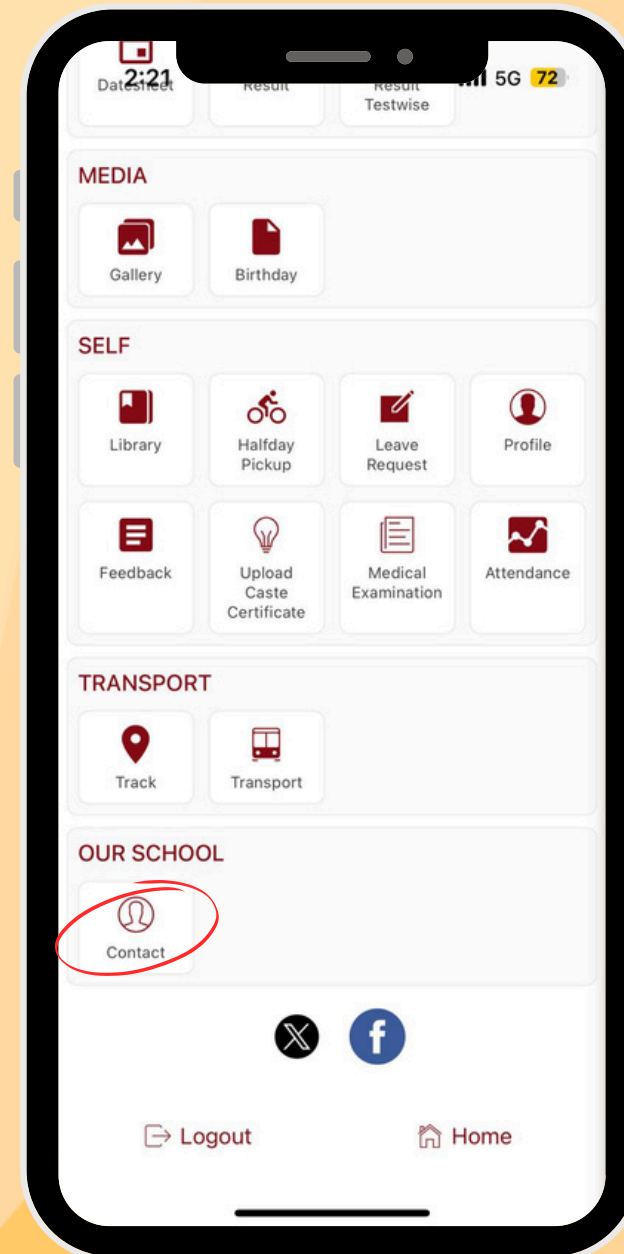 2:21
5G 72
Datesheet
Result
Result
Testwise
MEDIA
Gallery
Birthday
SELF
Library
Halfday
Pickup
Leave
Request
Profile
Feedback
Upload
Caste
Certificate
Medical
Examination
Attendance
TRANSPORT
Track
Transport
OUR SCHOOL
Contact
X
f
Logout
Home